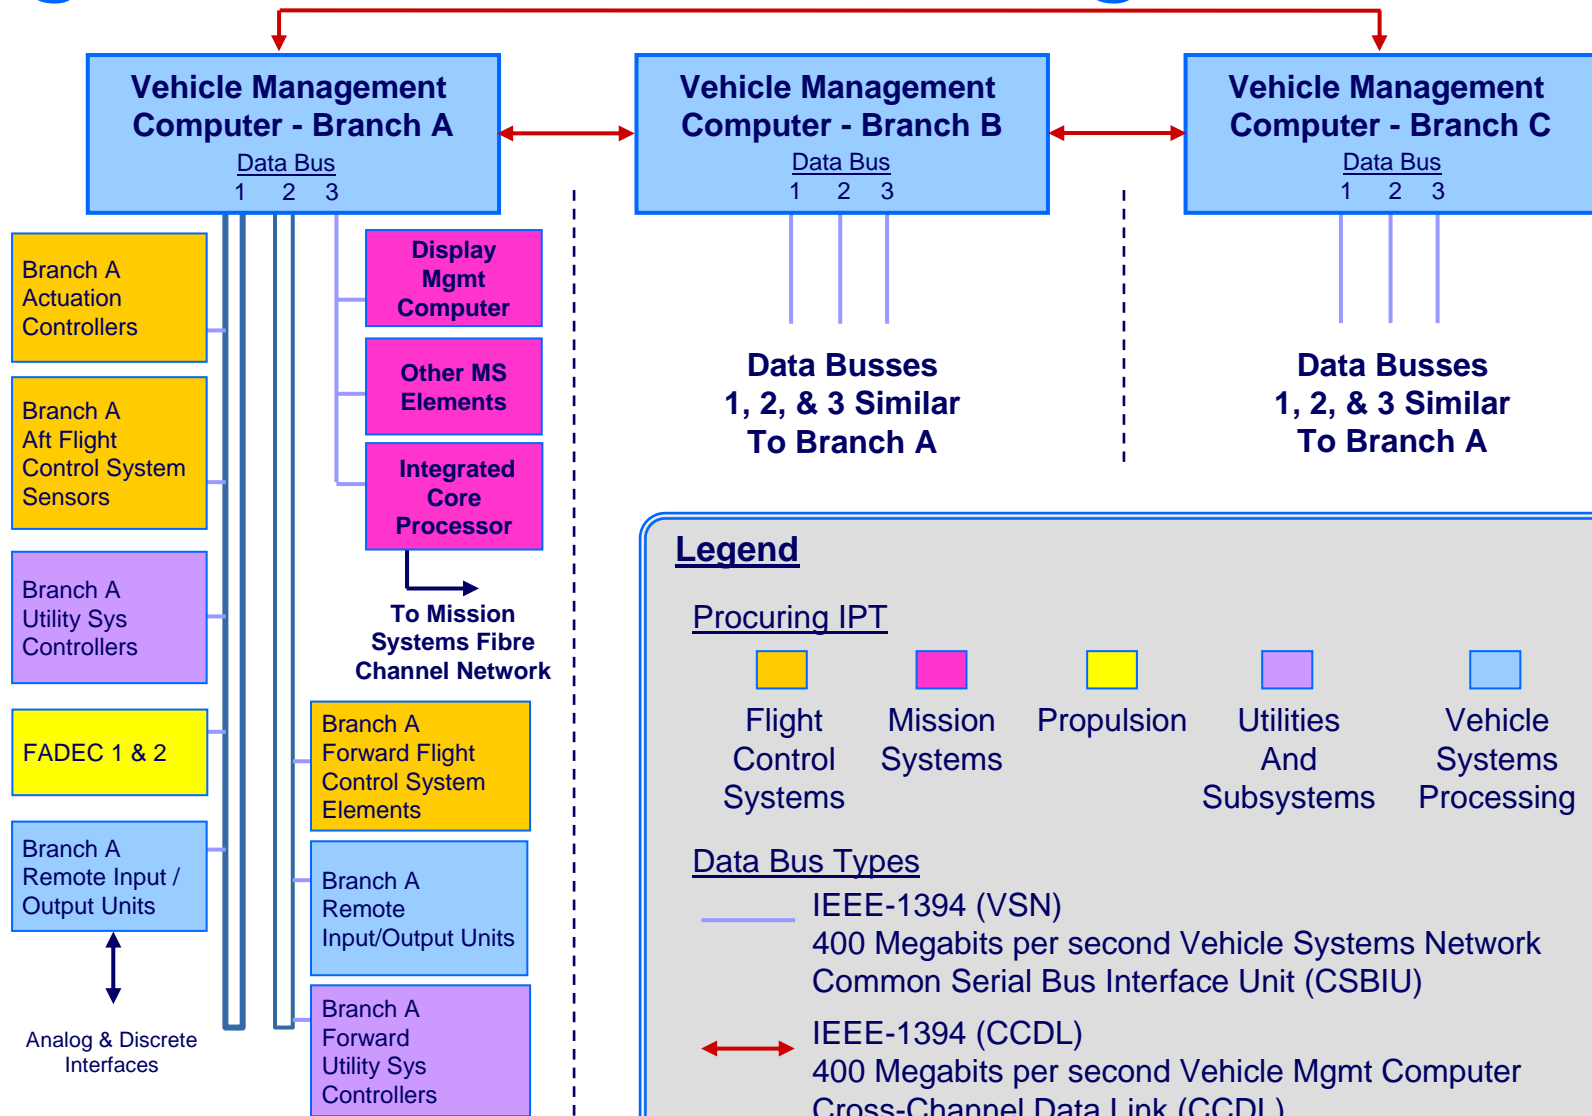 Vehicle Management
Computer - Branch A
Data Bus
1 2 3
Vehicle Management
Computer - Branch B
Data Bus
1 2 3
Vehicle Management
Computer - Branch C
Data Bus
1 2 3
Branch A
Actuation
Controllers
Branch A
Aft Flight
Control System
Sensors
Branch A
Utility Sys
Controllers
FADEC 1 & 2
Branch A
Remote Input /
Output Units
Analog & Discrete
Interfaces
Display
Mgmt
Computer
Other MS
Elements
Integrated
Core
Processor
To Mission
Systems Fibre
Channel Network
Branch A
Forward Flight
Control System
Elements
Branch A
Remote
Input/Output Units
Branch A
Forward
Utility Sys
Controllers
Data Busses
1, 2, & 3 Similar
To Branch A
Data Busses
1, 2, & 3 Similar
To Branch A
Legend
Procuring IPT
Flight
Control
Systems
Mission
Systems
Propulsion
Utilities
And
Subsystems
Vehicle
Systems
Processing
Data Bus Types
IEEE-1394 (VSN)
400 Megabits per second Vehicle Systems Network
Common Serial Bus Interface Unit (CSBIU)
IEEE-1394 (CCDL)
400 Megabits per second Vehicle Mgmt Computer
Cross-Channel Data Link (CCDL)